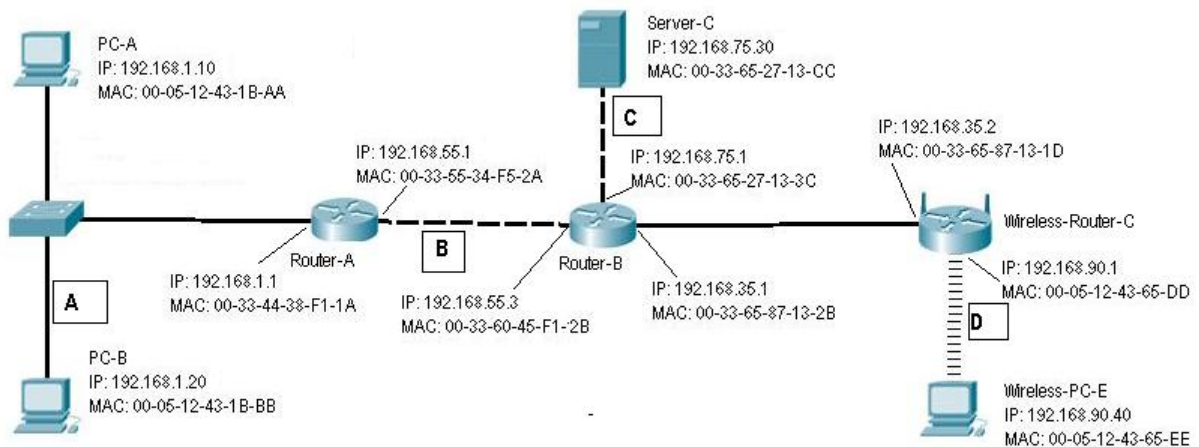 PC-A
IP: 192.168.1.10
MAC: 00-05-12-43-1B-AA
Server-C
IP: 192.168.75.30
MAC: 00-33-65-27-13-CC
C
IP: 192.168.55.1
MAC: 00-33-55-34-F5-2A
IP: 192.168.75.1
MAC: 00-33-65-27-13-3C
IP: 192.168.35.2
MAC: 00-33-65-87-13-1D
Router-A
B
Router-B
Wireless-Router-C
IP: 192.168.1.1
MAC: 00-33-44-38-F1-1A
IP: 192.168.55.3
MAC: 00-33-60-45-F1-2B
IP: 192.168.35.1
MAC: 00-33-65-87-13-2B
IP: 192.168.90.1
MAC: 00-05-12-43-65-DD
A
D
PC-B
IP: 192.168.1.20
MAC: 00-05-12-43-1B-BB
Wireless-PC-E
IP: 192.168.90.40
MAC: 00-05-12-43-65-EE